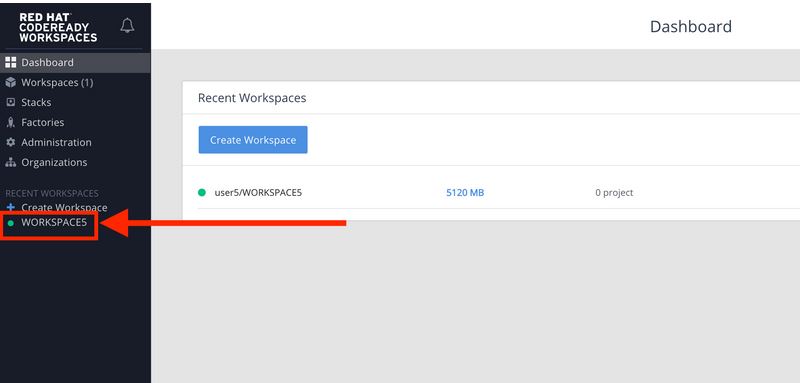 RED HAT
CODEREADY
WORKSPACES
Dashboard
Dashboard
Workspaces (1)
Stacks
Factories
Administration
Organizations
RECENT WORKSPACES
Create Workspace
WORKSPACE5
Recent Workspaces
Create Workspace
user5/WORKSPACE5 5120 MB 0 project